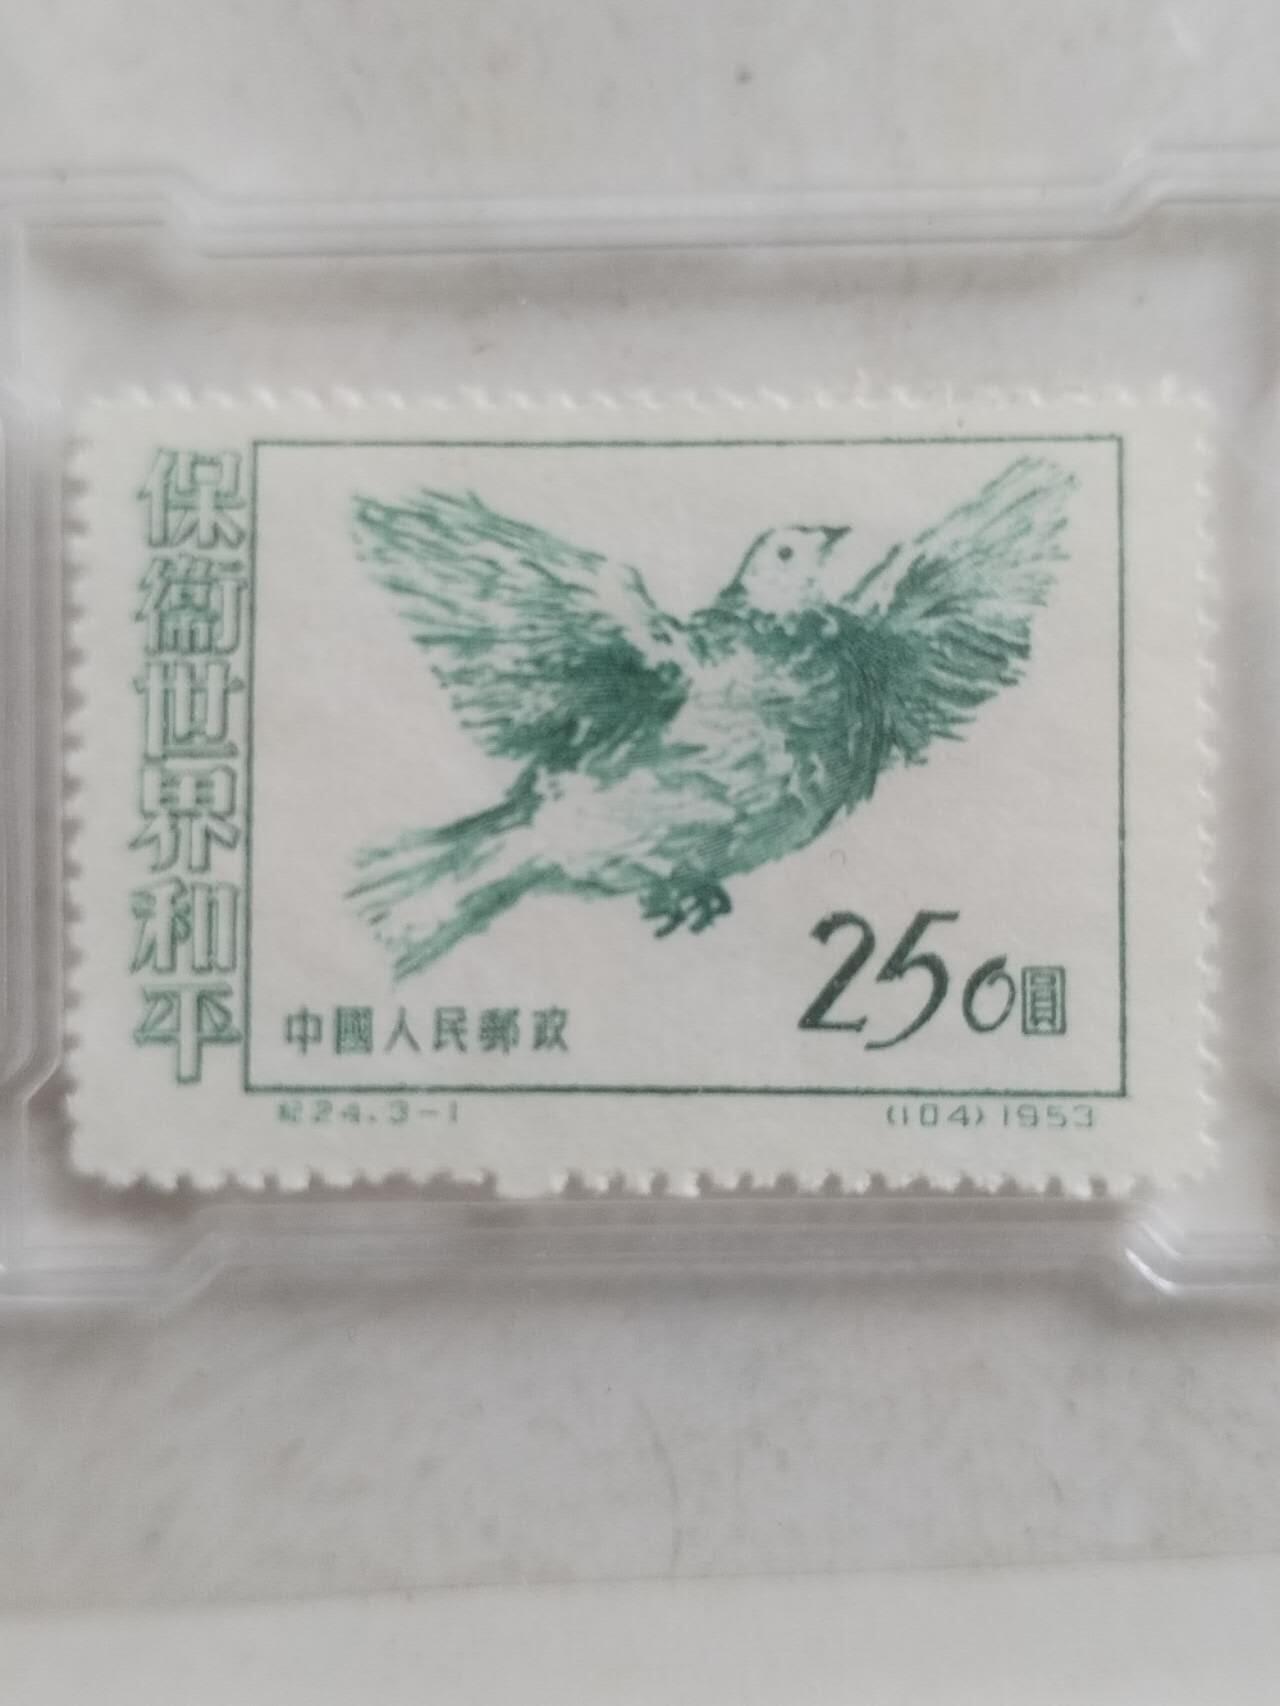 保衞世界和平
250圓
中國人民郵政
紀24.3-1
(104)1953